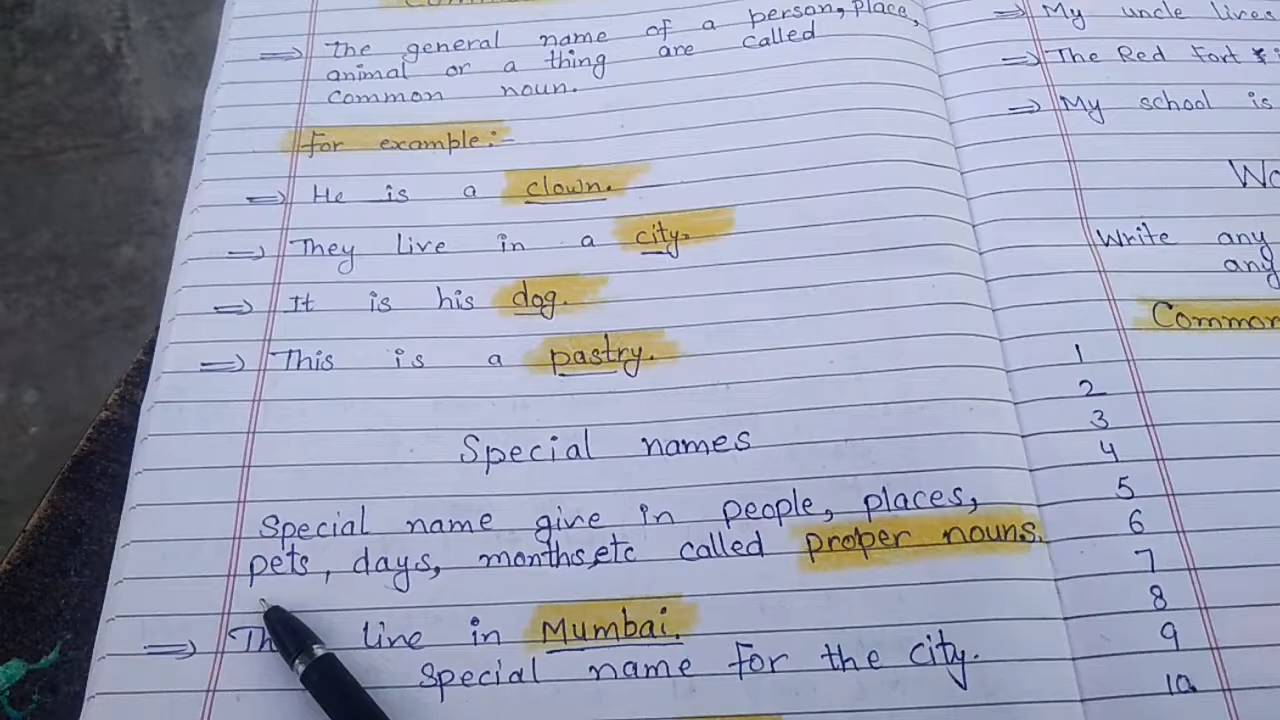 the general name of a person, place,
animal or a thing are called
common noun.
for example:-
⇒ He is a clown.
⇒ They live in a city.
⇒ It is his dog.
⇒ This is a pastry.
Special names
Special name give in people, places,
pets, days, months, etc called proper nouns.
⇒ line in Mumbai.
special name for the city.
⇒ My uncle lives
⇒ The Red Fort
⇒ My school is
Write any
any
Common
1
2
3
4
5
6
7
8
9
10